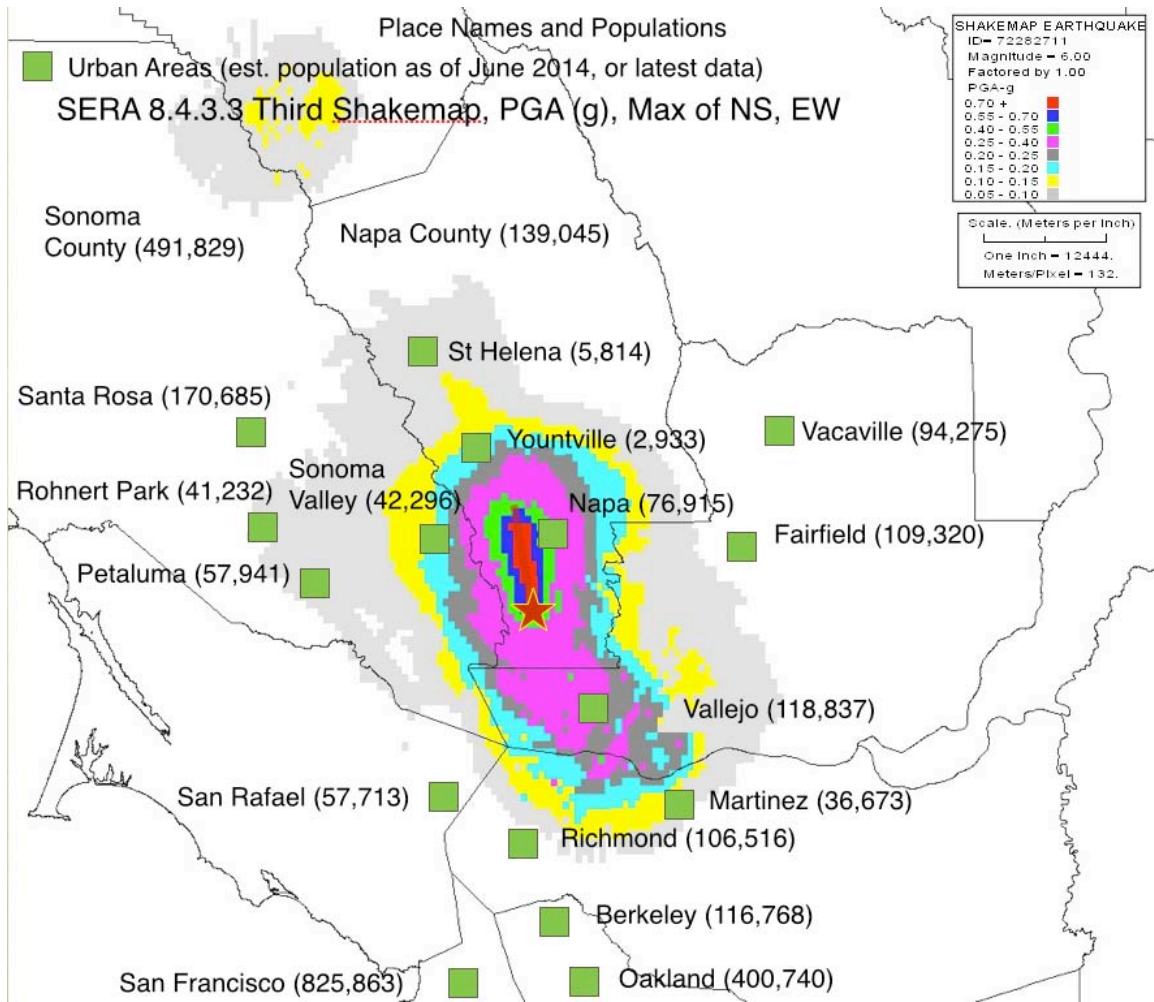 Place Names and Populations
Urban Areas (est. population as of June 2014, or latest data)
SERA 8.4.3.3 Third Shakemap, PGA (g), Max of NS, EW
SHAKEMAP EARTHQUAKE
ID= 72282711
Magnitude = 6.00
Factored by 1.00
PGA-g
0.70 +
0.55 - 0.70
0.40 - 0.55
0.25 - 0.40
0.20 - 0.25
0.15 - 0.20
0.10 - 0.15
0.05 - 0.10
Scale. (Meters per Inch)
One Inch = 12444.
Meters/Pixel = 132.
Sonoma
County (491,829)
Napa County (139,045)
St Helena (5,814)
Santa Rosa (170,685)
Yountville (2,933)
Vacaville (94,275)
Sonoma
Valley (42,296)
Rohnert Park (41,232)
Napa (76,915)
Fairfield (109,320)
Petaluma (57,941)
Vallejo (118,837)
San Rafael (57,713)
Martinez (36,673)
Richmond (106,516)
Berkeley (116,768)
San Francisco (825,863)
Oakland (400,740)